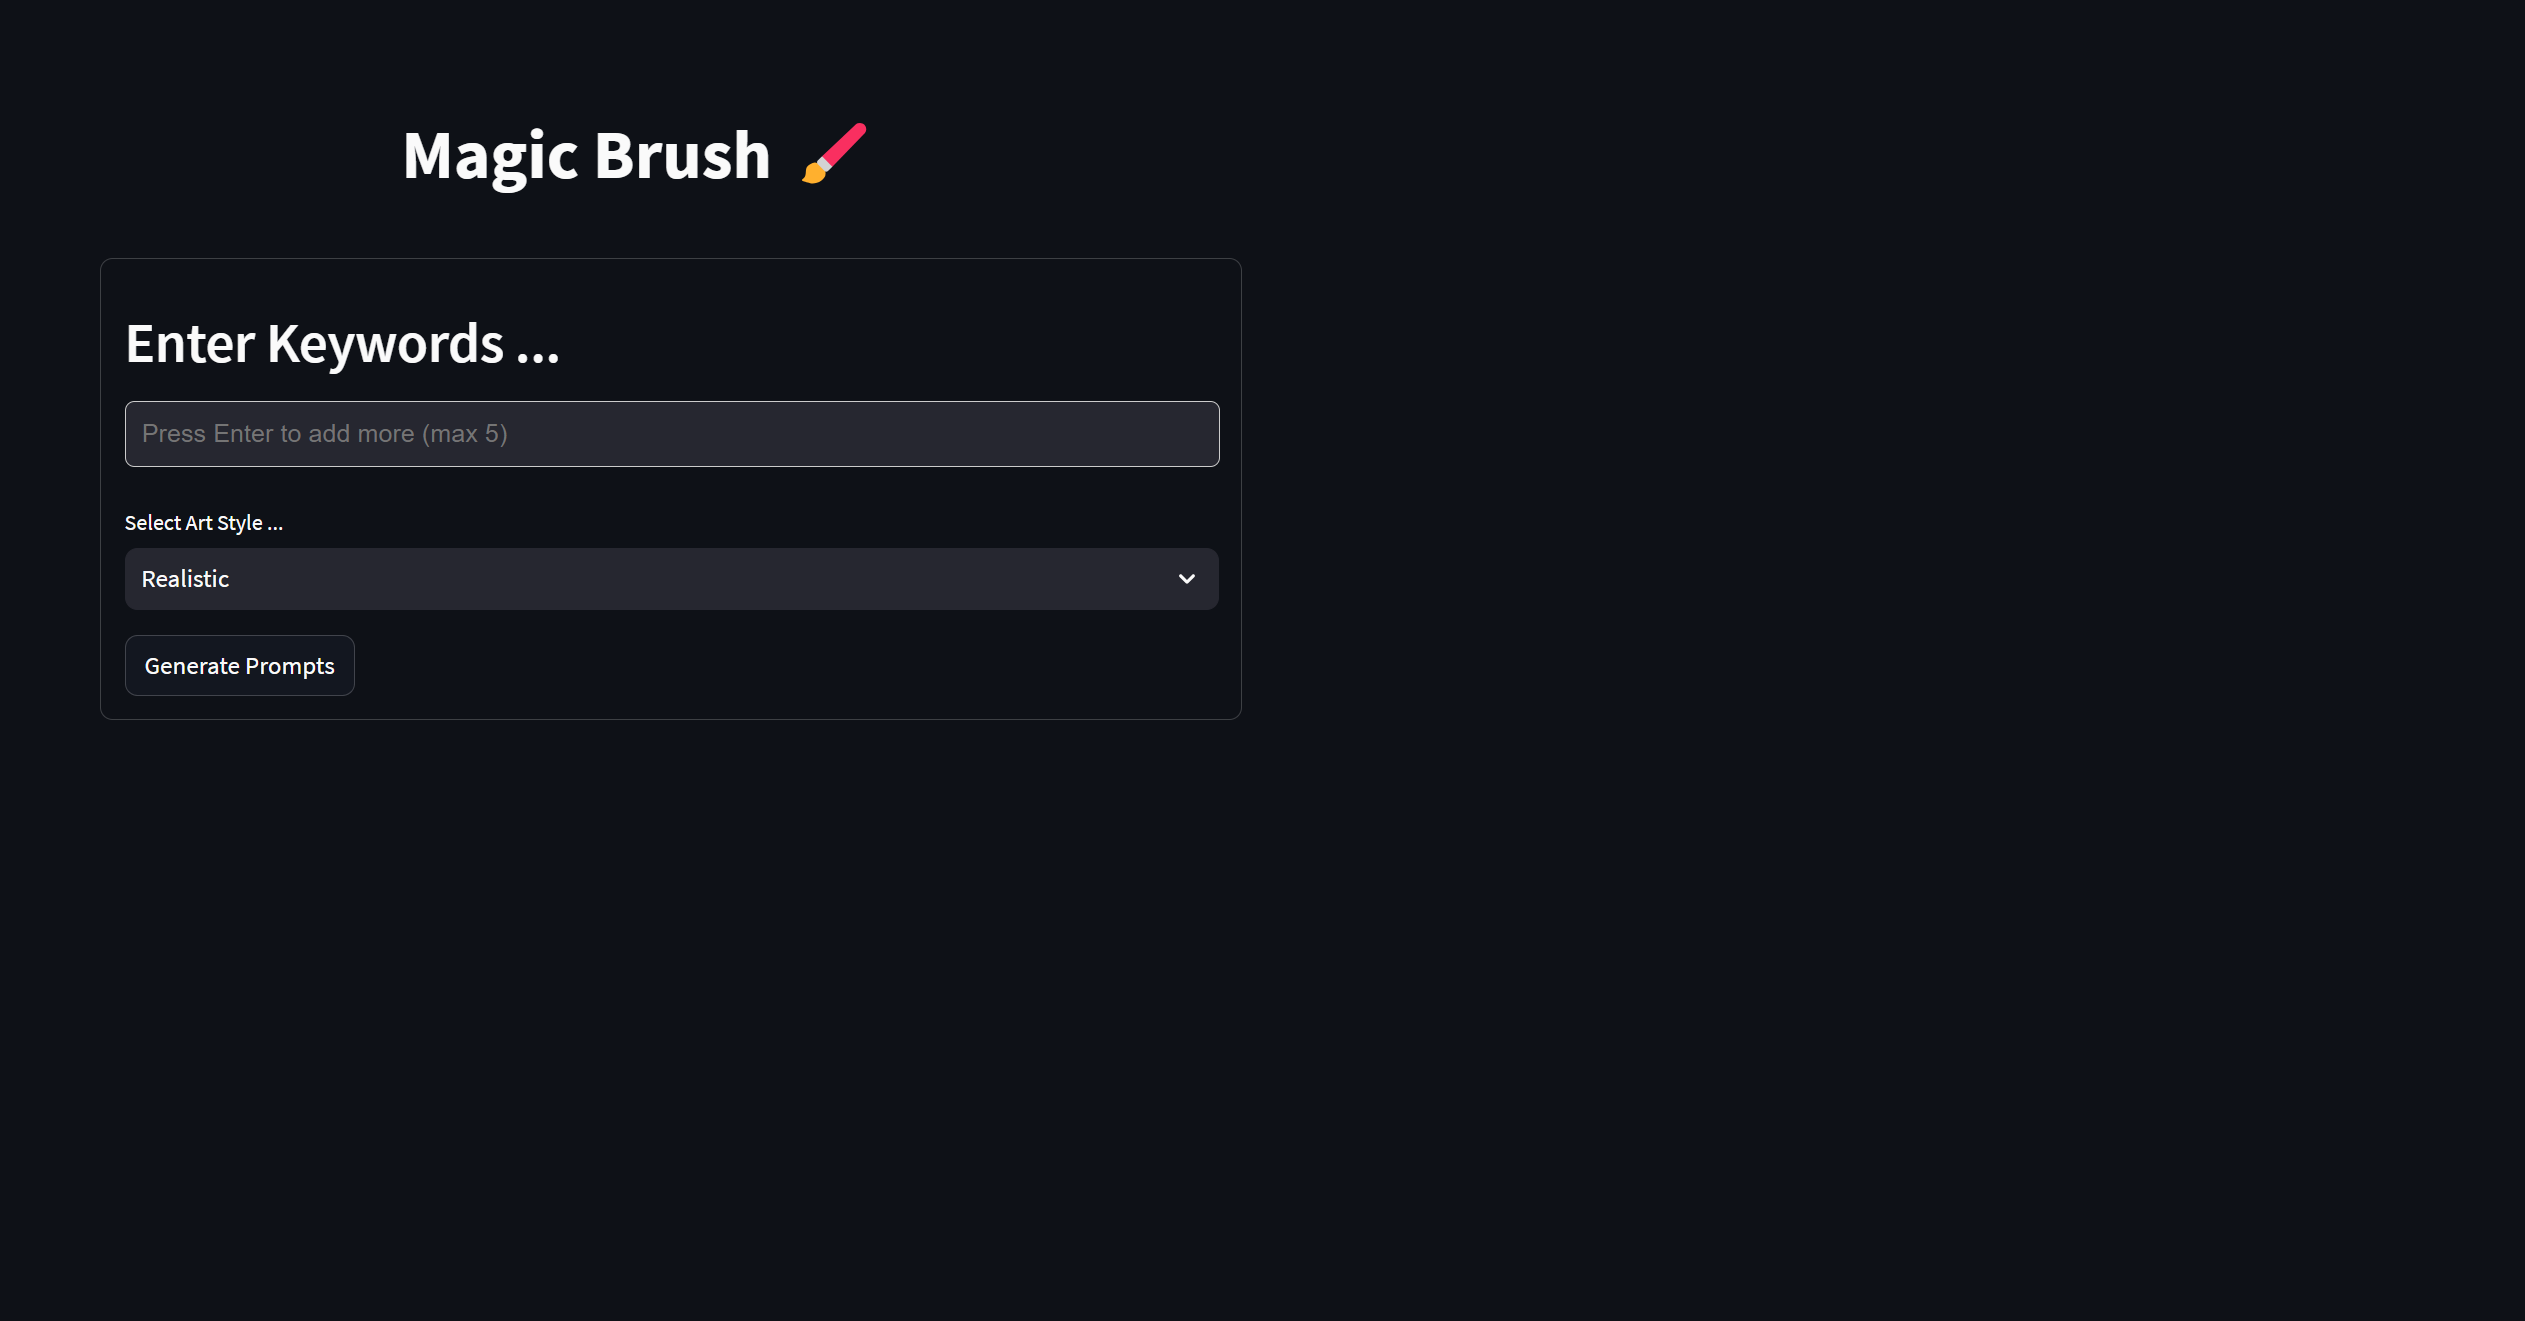 Magic Brush 🖌️
Enter Keywords ...
Press Enter to add more (max 5)
Select Art Style ...
Realistic
Generate Prompts